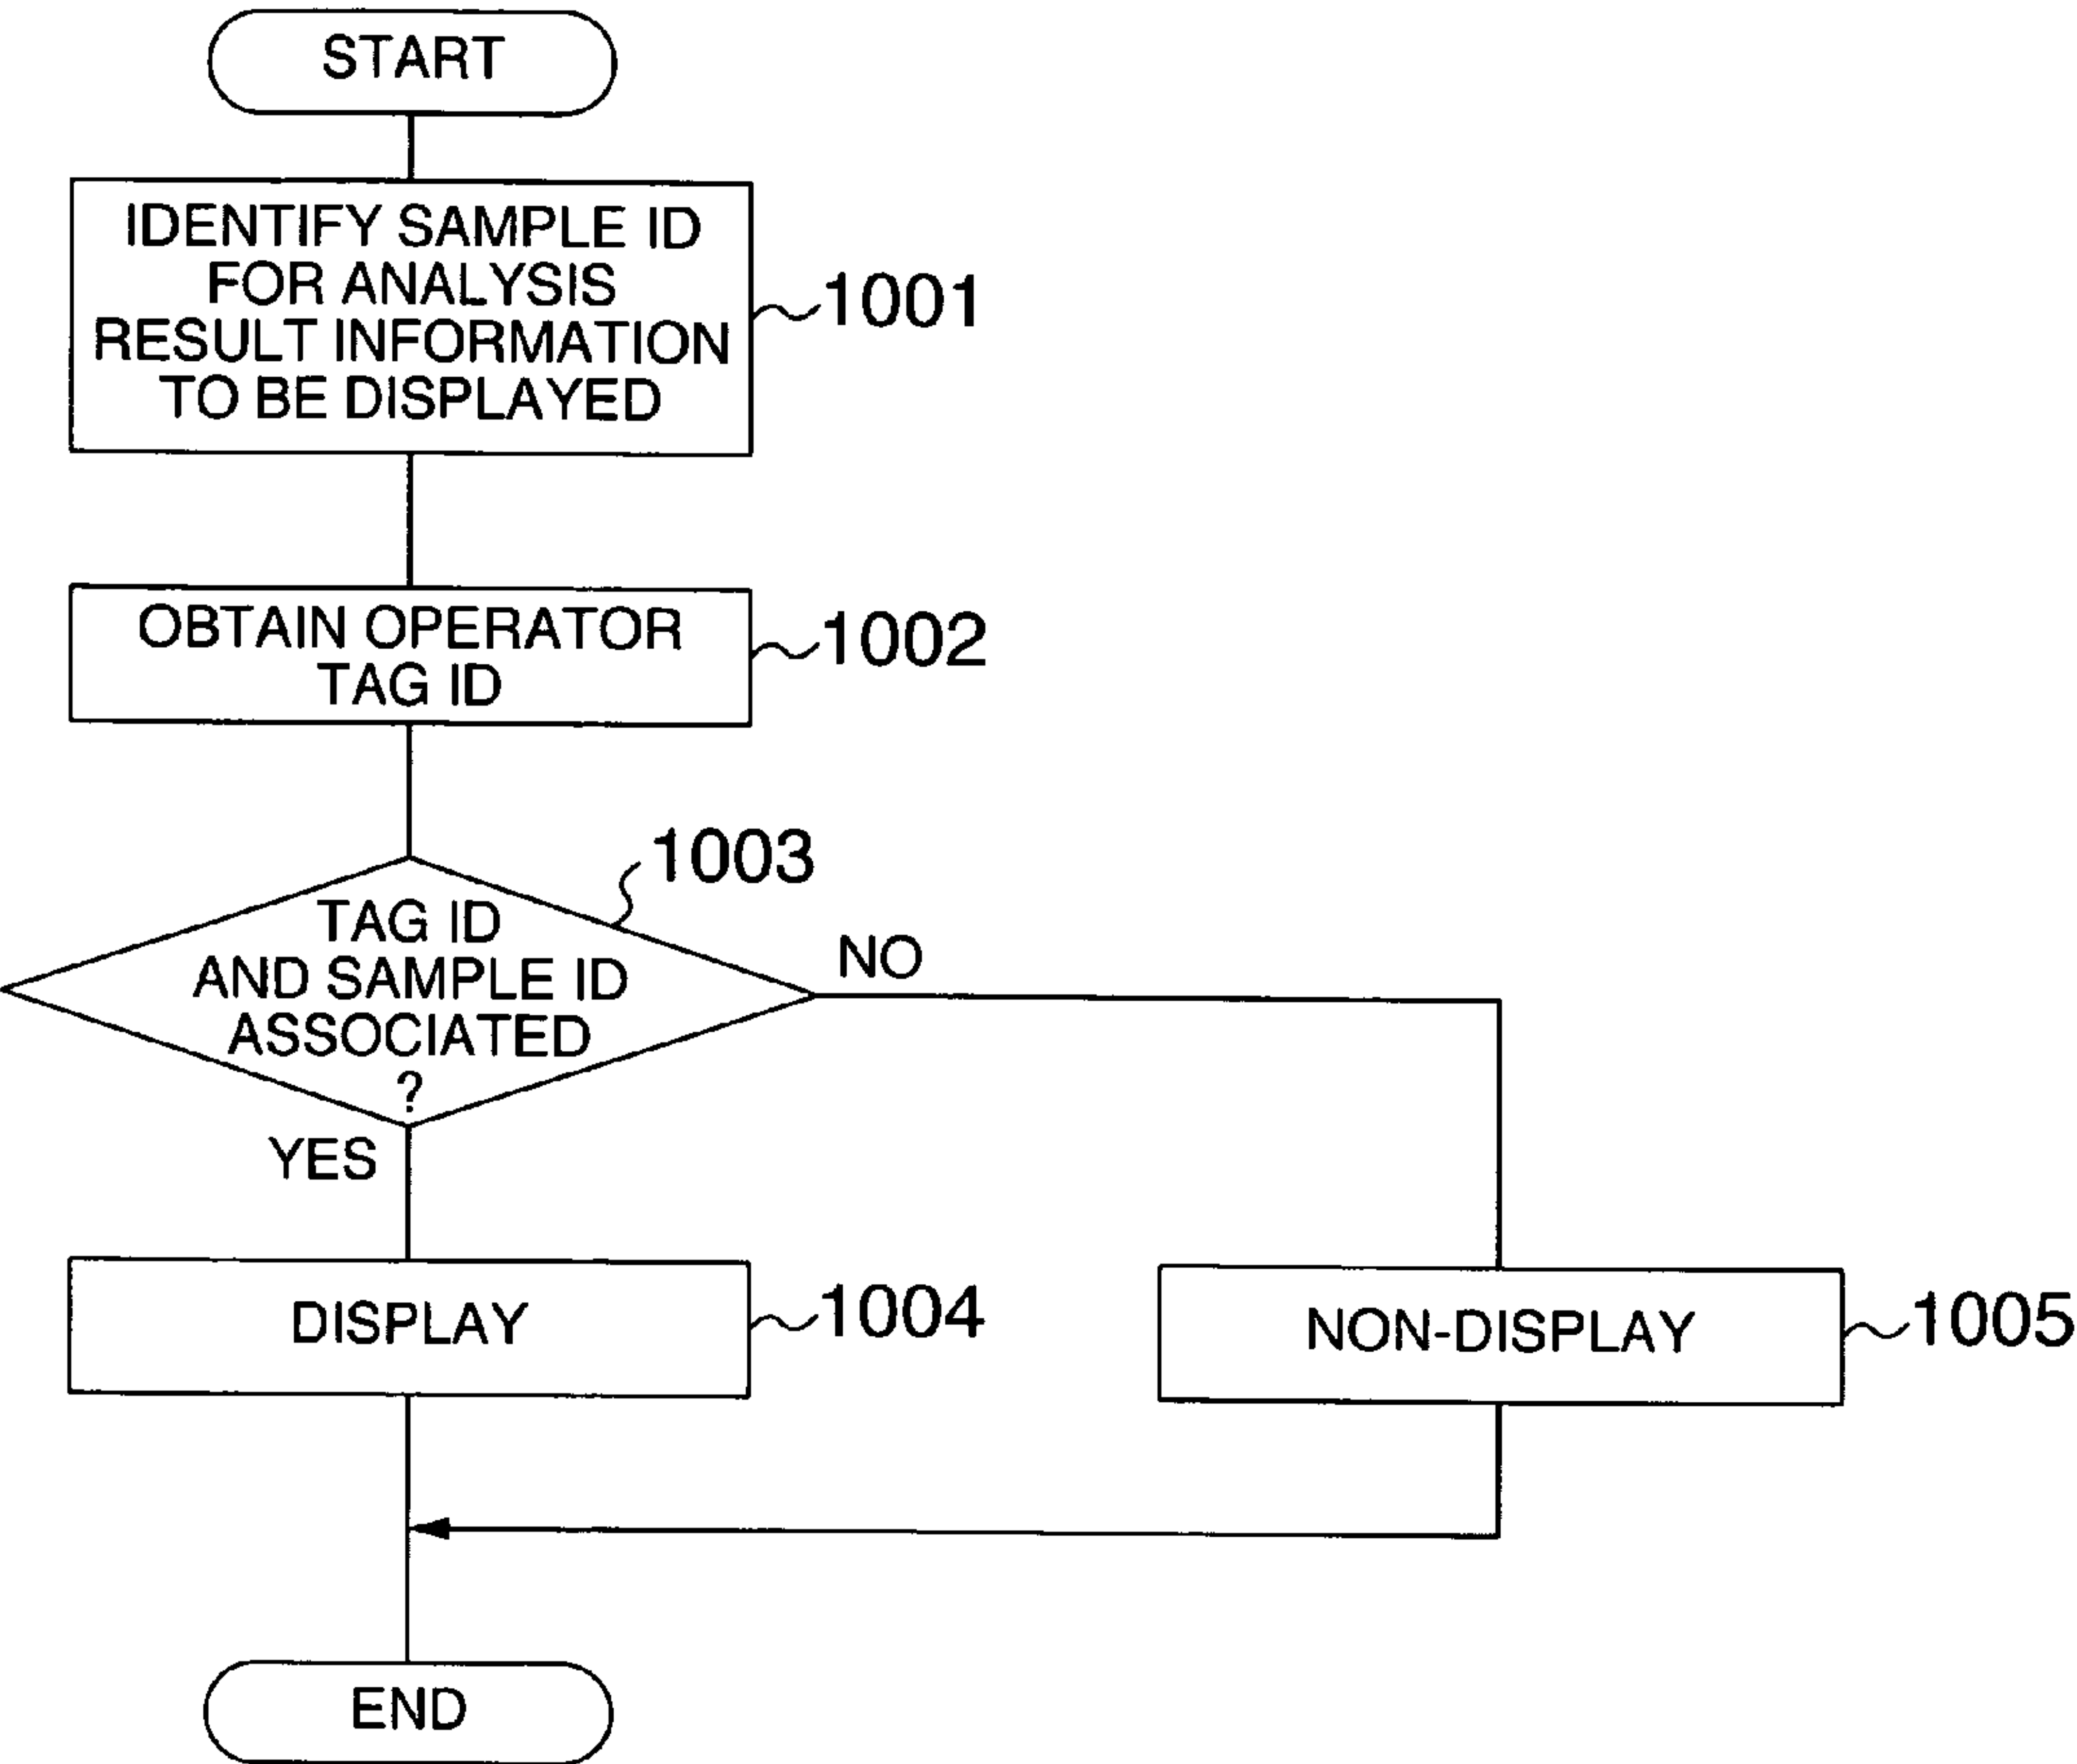 START
IDENTIFY SAMPLE ID
FOR ANALYSIS
RESULT INFORMATION
TO BE DISPLAYED
1001
OBTAIN OPERATOR
TAG ID
1002
1003
TAG ID
AND SAMPLE ID
ASSOCIATED
?
NO
YES
DISPLAY
1004
NON-DISPLAY
1005
END